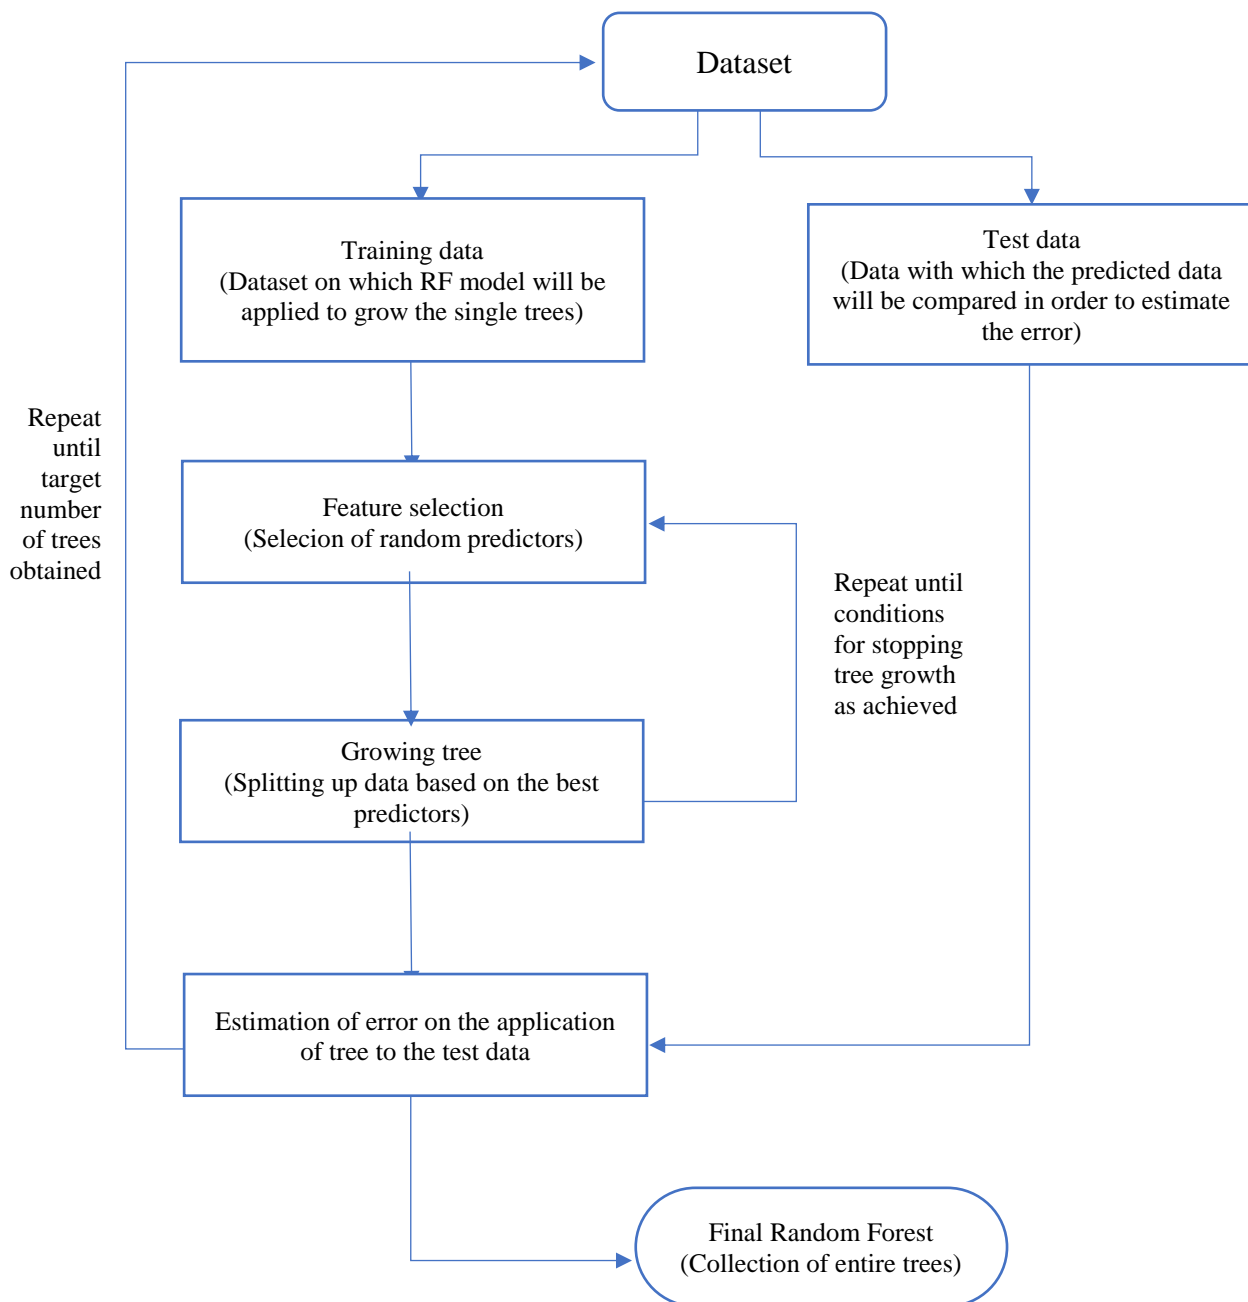 Dataset
Training data
(Dataset on which RF model will be
applied to grow the single trees)
Test data
(Data with which the predicted data
will be compared in order to estimate
the error)
Repeat
until
target
number
of trees
obtained
Feature selection
(Selecion of random predictors)
Repeat until
conditions
for stopping
tree growth
as achieved
Growing tree
(Splitting up data based on the best
predictors)
Estimation of error on the application
of tree to the test data
Final Random Forest
(Collection of entire trees)